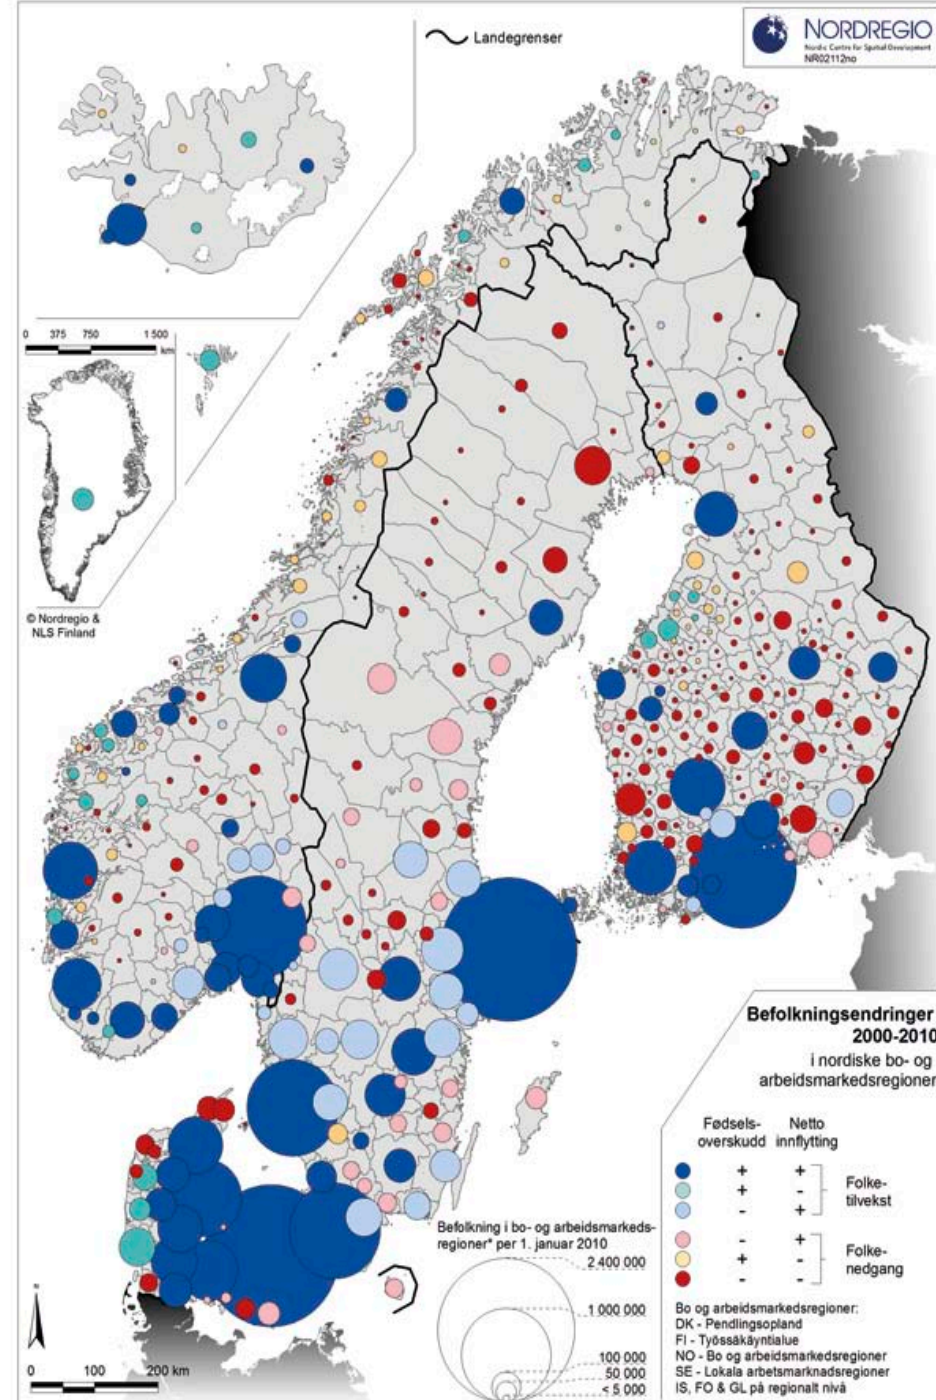 Landegrenser
NORDREGIO
Nordic Centre for Spatial Development
NR02112no
0 375 750 1 500
km
© Nordregio &
NLS Finland
Befolkningsendringer
2000-2010
i nordiske bo- og
arbeidsmarkedsregioner
Fødsels-
overskudd
Netto
innflytting
+ +
+ -
- +
Folke-
tilvekst
- +
+ -
- -
Folke-
nedgang
Befolkning i bo- og arbeidsmarkeds-
regioner* per 1. januar 2010
2 400 000
1 000 000
100 000
50 000
< 5 000
Bo og arbeidsmarkedsregioner:
DK - Pendlingsopland
FI - Työssäkäyntialue
NO - Bo og arbeidsmarkedsregioner
SE - Lokala arbetsmarknadsregioner
IS, FO & GL på regionalt nivå
N
0 100 200 km